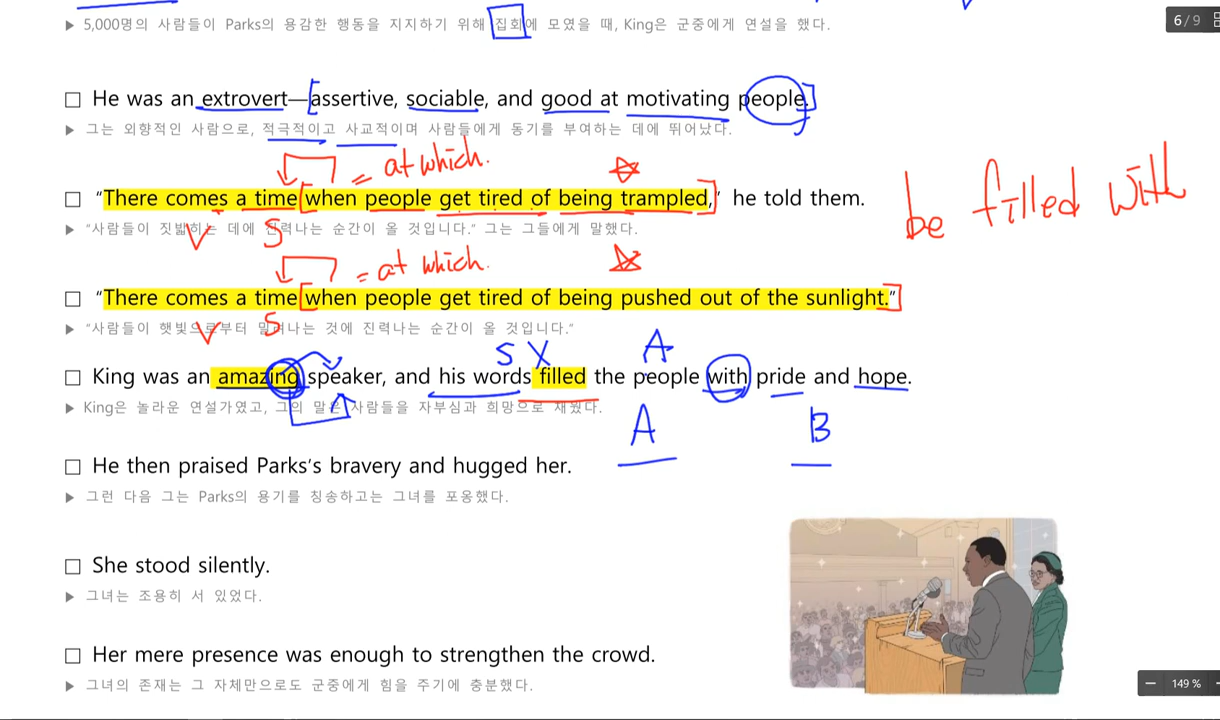 ▶ 5,000명의 사람들이 Parks의 용감한 행동을 지지하기 위해 집회에 모였을 때, King은 군중에게 연설을 했다.
6 / 9
□ He was an extrovert—[assertive, sociable, and good at motivating people.]
▶ 그는 외향적인 사람으로, 적극적이고 사교적이며 사람들에게 동기를 부여하는 데에 뛰어났다.
= at which.
□ “There comes a time [when people get tired of being trampled,]” he told them.
be filled with
▶ “사람들이 짓밟히는 데에 진력나는 순간이 올 것입니다.” 그는 그들에게 말했다.
V S
= at which.
□ “There comes a time [when people get tired of being pushed out of the sunlight.”]
▶ “사람들이 햇빛으로부터 밀려나는 것에 진력나는 순간이 올 것입니다.”
V S
S X A
□ King was an amazing speaker, and his words filled the people with pride and hope.
▶ King은 놀라운 연설가였고, 그의 말은 사람들을 자부심과 희망으로 채웠다.
A B
□ He then praised Parks’s bravery and hugged her.
▶ 그런 다음 그는 Parks의 용기를 칭송하고는 그녀를 포옹했다.
□ She stood silently.
▶ 그녀는 조용히 서 있었다.
□ Her mere presence was enough to strengthen the crowd.
▶ 그녀의 존재는 그 자체만으로도 군중에게 힘을 주기에 충분했다.
149 %